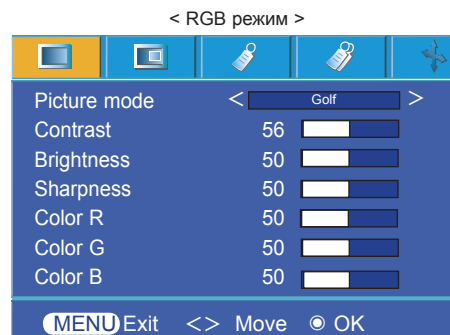 < RGB режим >
Picture mode < Golf >
Contrast 56
Brightness 50
Sharpness 50
Color R 50
Color G 50
Color B 50
MENU Exit <> Move ◉ OK